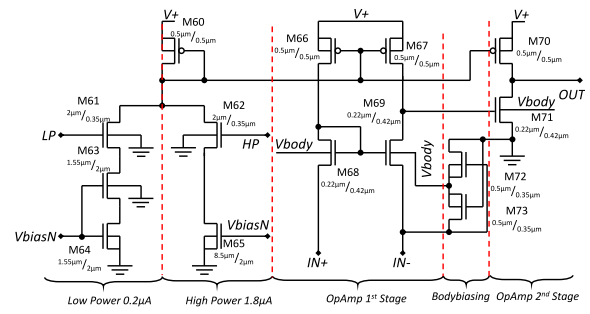 V+
M60
0.5µm/0.5µm
M61
2µm/0.35µm
LP
M63
1.55µm/2µm
VbiasN
M64
1.55µm/2µm
Low Power 0.2µA
M62
2µm/0.35µm
HP
VbiasN
M65
8.5µm/2µm
High Power 1.8µA
V+
M66
0.5µm/0.5µm
M67
0.5µm/0.5µm
M69
0.22µm/0.42µm
Vbody
M68
0.22µm/0.42µm
IN+
IN-
OpAmp 1st Stage
Vbody
M72
0.5µm/0.35µm
M73
0.5µm/0.35µm
Bodybiasing
V+
M70
0.5µm/0.5µm
OUT
Vbody
M71
0.22µm/0.42µm
OpAmp 2nd Stage